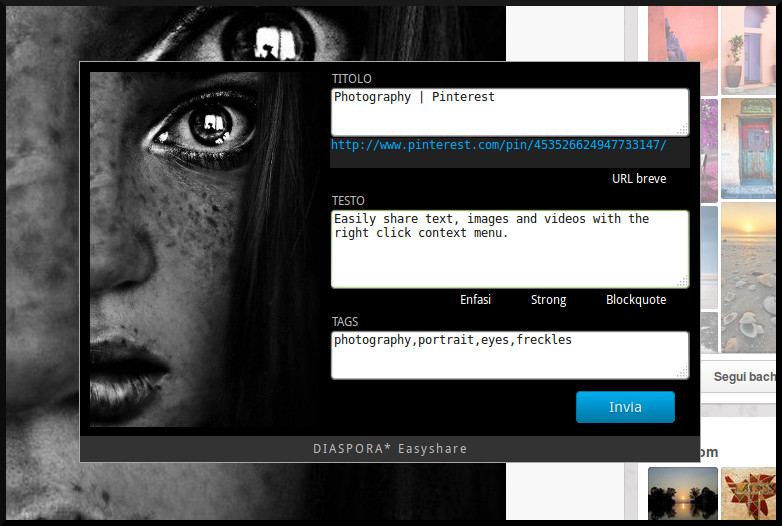 TITOLO
Photography | Pinterest
http://www.pinterest.com/pin/453526624947733147/
URL breve
TESTO
Easily share text, images and videos with the
right click context menu.
Enfasi Strong Blockquote
TAGS
photography,portrait,eyes,freckles
Segui bach
Invia
DIASPORA* Easyshare
om